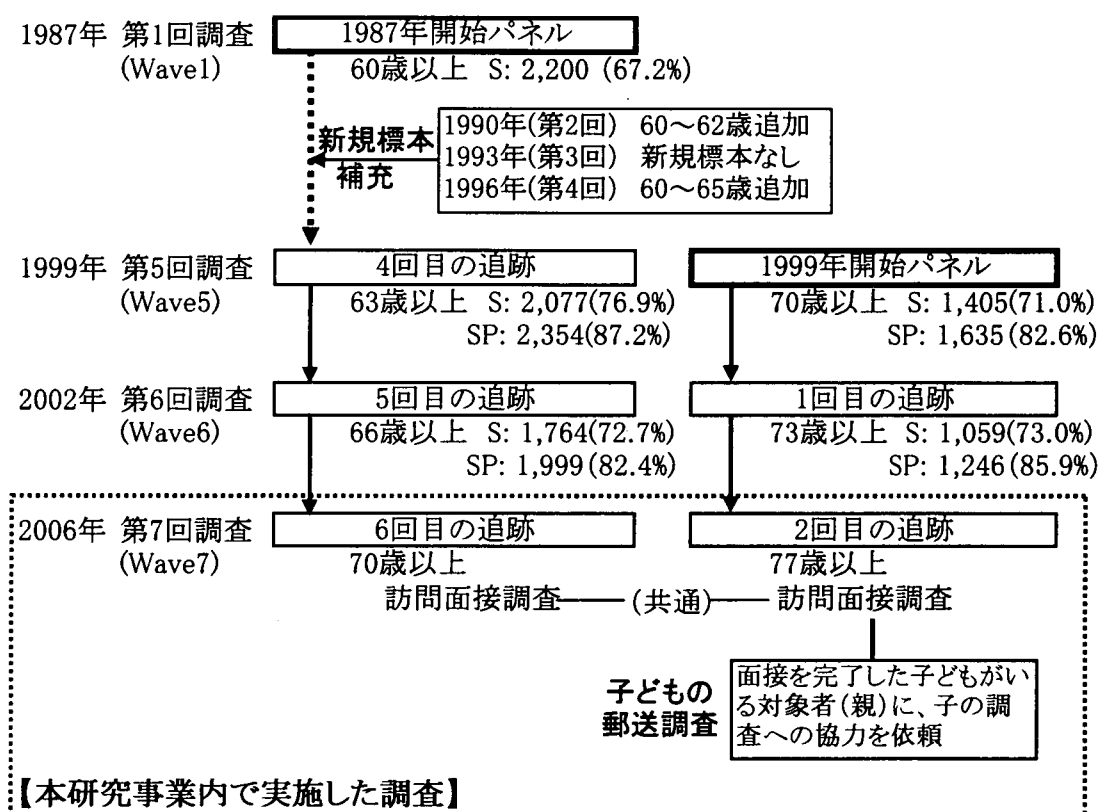 1987年 第1回調査 1987年開始パネル
(Wave1) 60歳以上 S: 2,200 (67.2%)
新規標本
補充
1990年(第2回) 60～62歳追加
1993年(第3回) 新規標本なし
1996年(第4回) 60～65歳追加
1999年 第5回調査 4回目の追跡 1999年開始パネル
(Wave5) 63歳以上 S: 2,077(76.9%) 70歳以上 S: 1,405(71.0%)
SP: 2,354(87.2%) SP: 1,635(82.6%)
2002年 第6回調査 5回目の追跡 1回目の追跡
(Wave6) 66歳以上 S: 1,764(72.7%) 73歳以上 S: 1,059(73.0%)
SP: 1,999(82.4%) SP: 1,246(85.9%)
2006年 第7回調査 6回目の追跡 2回目の追跡
(Wave7) 70歳以上 77歳以上
訪問面接調査 (共通) 訪問面接調査
子どもの
郵送調査
面接を完了した子どもがい
る対象者(親)に、子の調
査への協力を依頼
【本研究事業内で実施した調査】